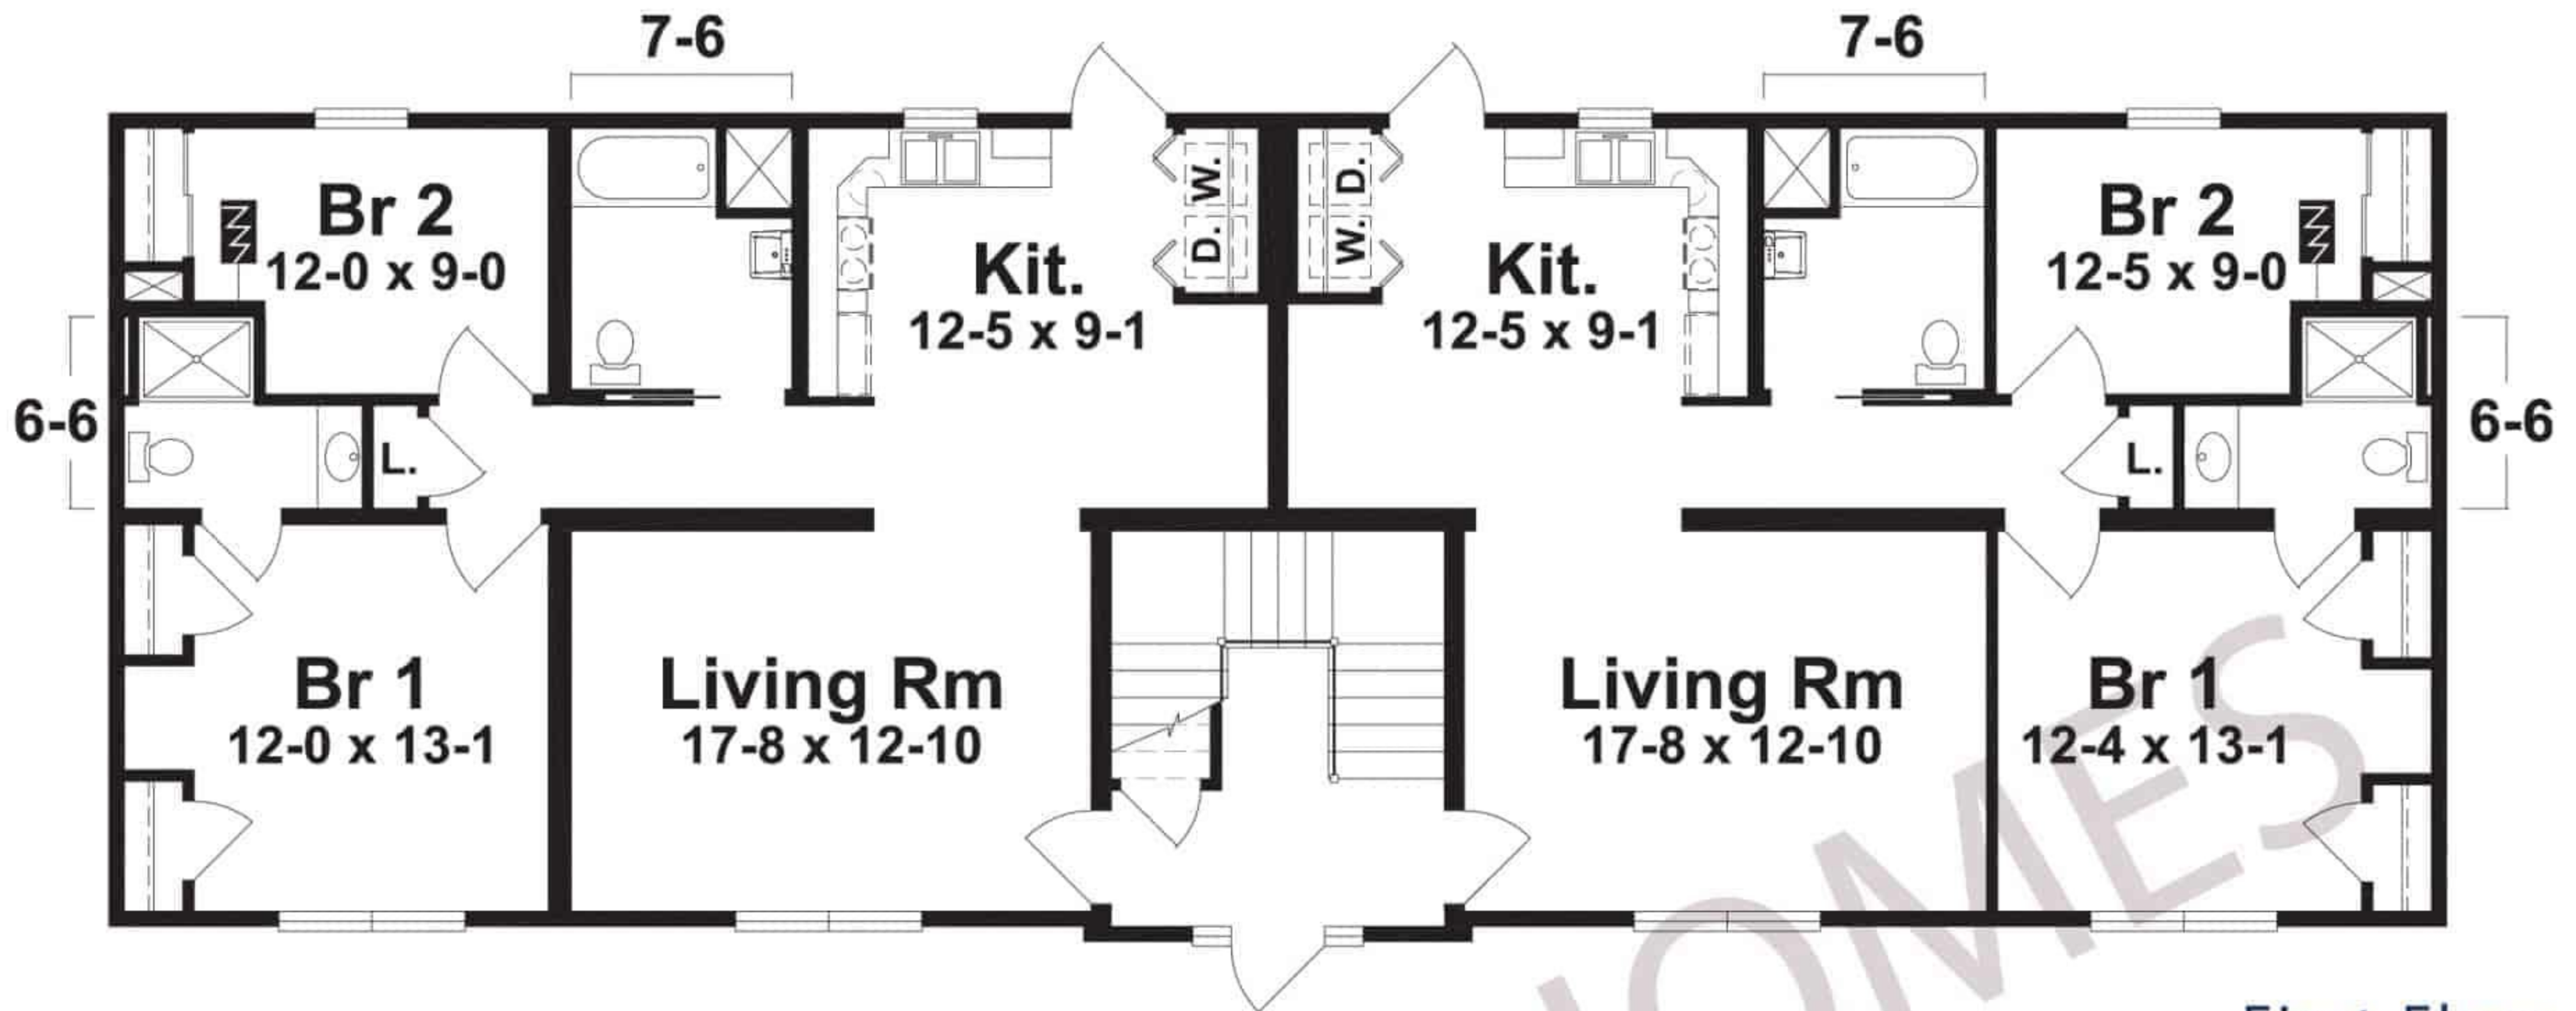 7-6
7-6
Br 2
12-0 x 9-0
Kit.
12-5 x 9-1
D. W.
W. D.
Kit.
12-5 x 9-1
Br 2
12-5 x 9-0
6-6
L.
L.
6-6
Br 1
12-0 x 13-1
Living Rm
17-8 x 12-10
Living Rm
17-8 x 12-10
Br 1
12-4 x 13-1